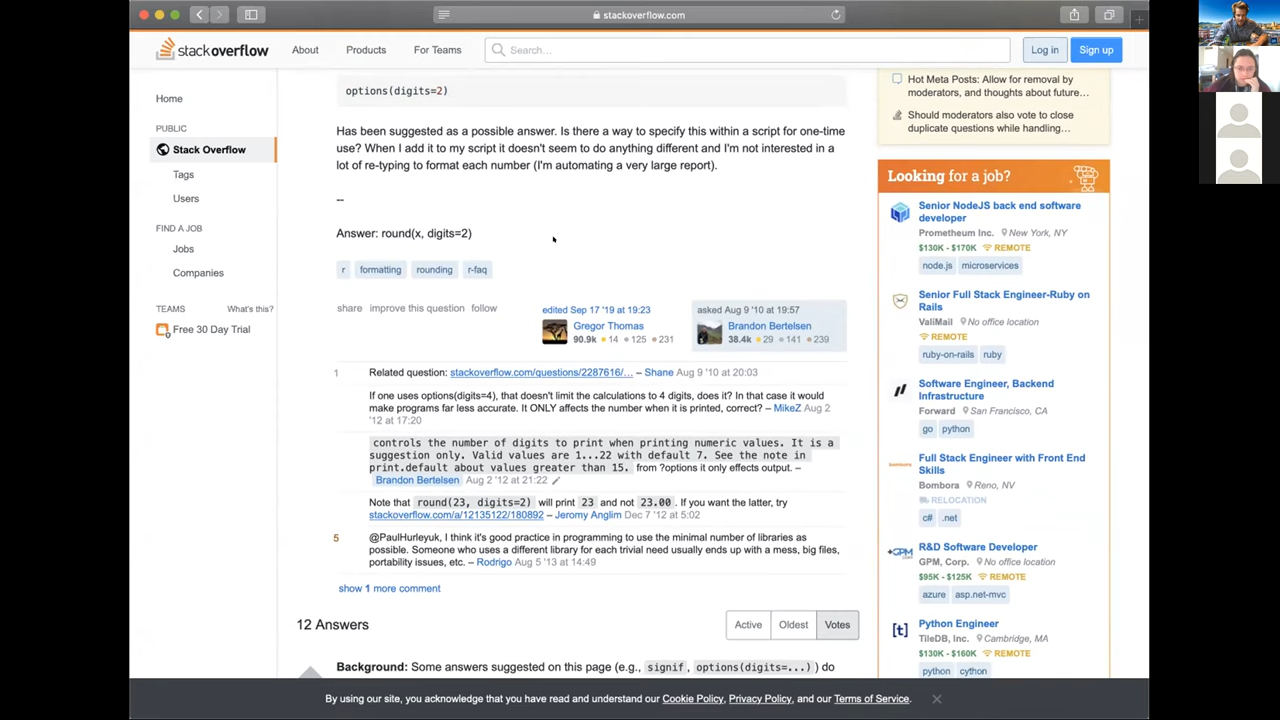 stackoverflow.com
stackoverflow
About
Products
For Teams
Search...
Log in
Sign up
Home
PUBLIC
Stack Overflow
Tags
Users
FIND A JOB
Jobs
Companies
TEAMS
What's this?
Free 30 Day Trial
options(digits=2)
Has been suggested as a possible answer. Is there a way to specify this within a script for one-time
use? When I add it to my script it doesn't seem to do anything different and I'm not interested in a
lot of re-typing to format each number (I'm automating a very large report).
--
Answer: round(x, digits=2)
r formatting rounding r-faq
share improve this question follow
edited Sep 17 '19 at 19:23
Gregor Thomas
90.9k 14 125 231
asked Aug 9 '10 at 19:57
Brandon Bertelsen
38.4k 29 141 239
1 Related question: stackoverflow.com/questions/2287616/... – Shane Aug 9 '10 at 20:03
If one uses options(digits=4), that doesn't limit the calculations to 4 digits, does it? In that case it would
make programs far less accurate. It ONLY affects the number when it is printed, correct? – MikeZ Aug 2
'12 at 17:20
controls the number of digits to print when printing numeric values. It is a
suggestion only. Valid values are 1...22 with default 7. See the note in
print.default about values greater than 15. from ?options it only effects output. –
Brandon Bertelsen Aug 2 '12 at 21:22
Note that round(23, digits=2) will print 23 and not 23.00. If you want the latter, try
stackoverflow.com/a/12135122/180892 – Jeromy Anglim Dec 7 '12 at 5:02
5 @PaulHurleyuk, I think it's good practice in programming to use the minimal number of libraries as
possible. Someone who uses a different library for each trivial need usually ends up with a mess, big files,
portability issues, etc. – Rodrigo Aug 5 '13 at 14:49
show 1 more comment
12 Answers
Active Oldest Votes
Background: Some answers suggested on this page (e.g., signif, options(digits=...)) do
Hot Meta Posts: Allow for removal by
moderators, and thoughts about future…
Should moderators also vote to close
duplicate questions while handling…
Looking for a job?
Senior NodeJS back end software
developer
Prometheum Inc. New York, NY
$130K - $170K REMOTE
node.js microservices
Senior Full Stack Engineer-Ruby on
Rails
ValiMail No office location
REMOTE
ruby-on-rails ruby
Software Engineer, Backend
Infrastructure
Forward San Francisco, CA
go python
Full Stack Engineer with Front End
Skills
Bombora Reno, NV
RELOCATION
c# .net
R&D Software Developer
GPM, Corp. No office location
$95K - $125K REMOTE
azure asp.net-mvc
Python Engineer
TileDB, Inc. Cambridge, MA
$130K - $160K REMOTE
python cython
By using our site, you acknowledge that you have read and understand our Cookie Policy, Privacy Policy, and our Terms of Service.